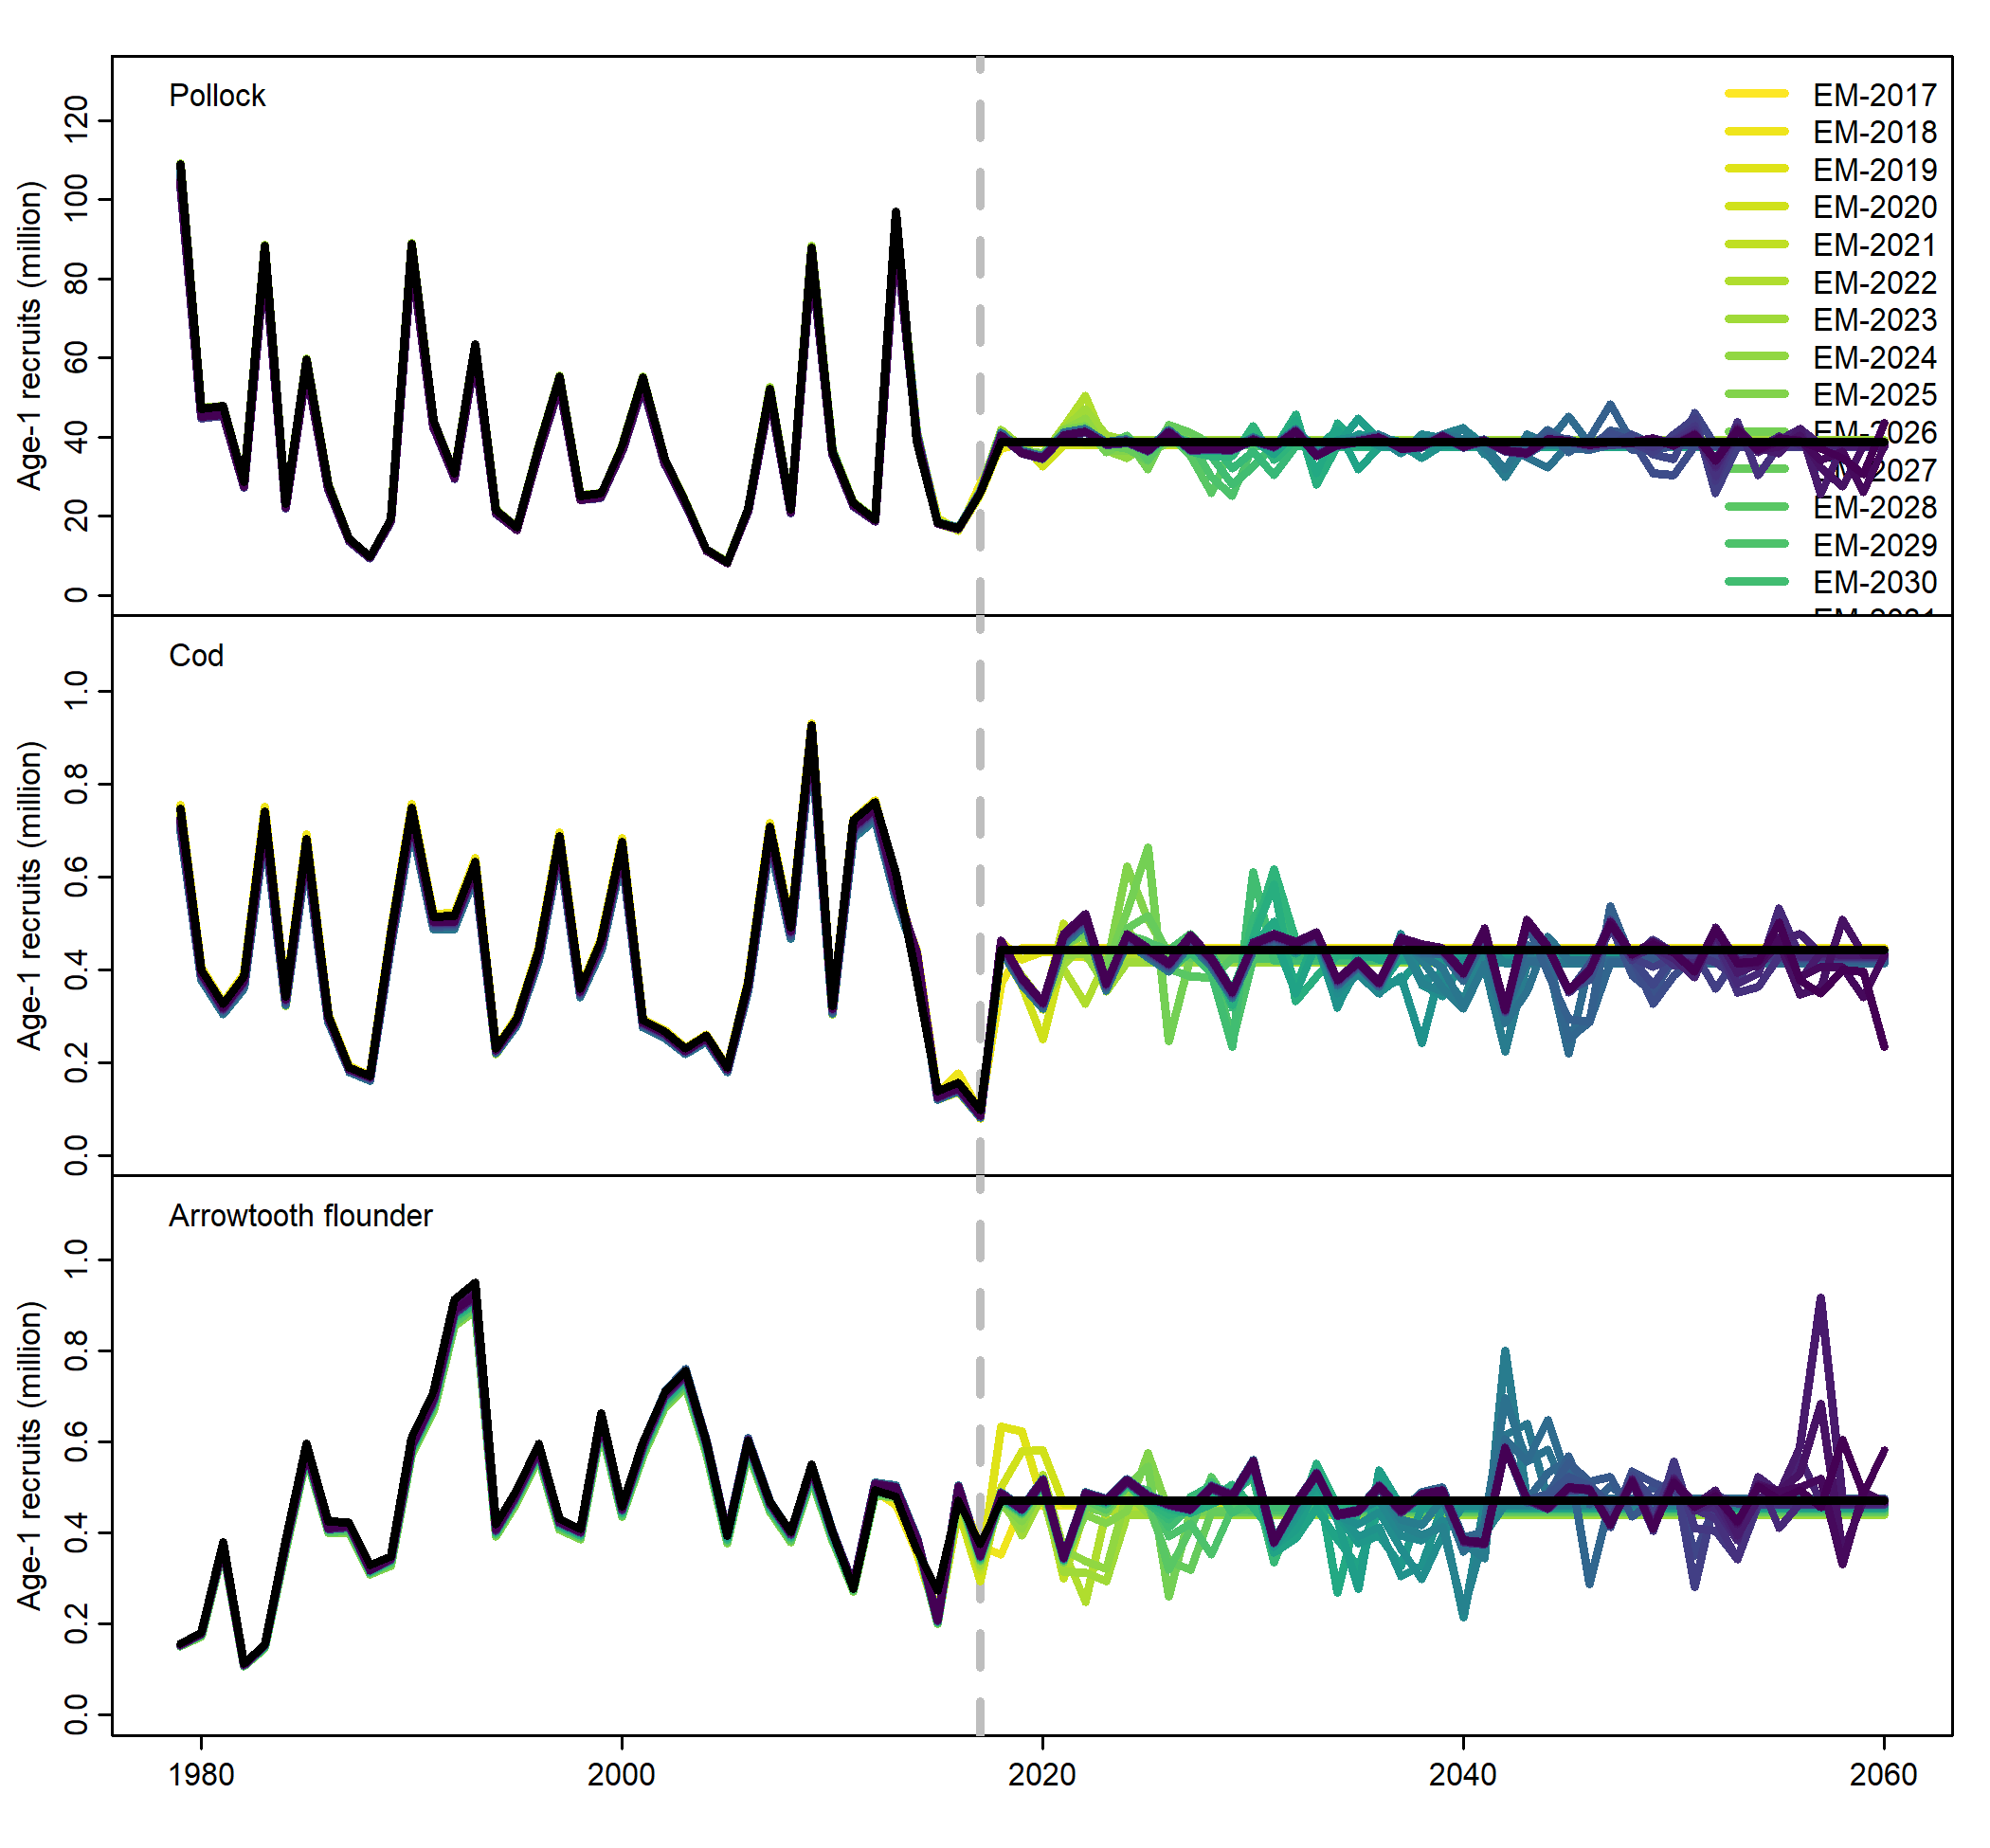 Pollock
Age-1 recruits (million)
120
100
80
60
40
20
0
EM-2017
EM-2018
EM-2019
EM-2020
EM-2021
EM-2022
EM-2023
EM-2024
EM-2025
EM-2026
EM-2027
EM-2028
EM-2029
EM-2030
Cod
Age-1 recruits (million)
1.0
0.8
0.6
0.4
0.2
0.0
Arrowtooth flounder
Age-1 recruits (million)
1.0
0.8
0.6
0.4
0.2
0.0
1980 2000 2020 2040 2060